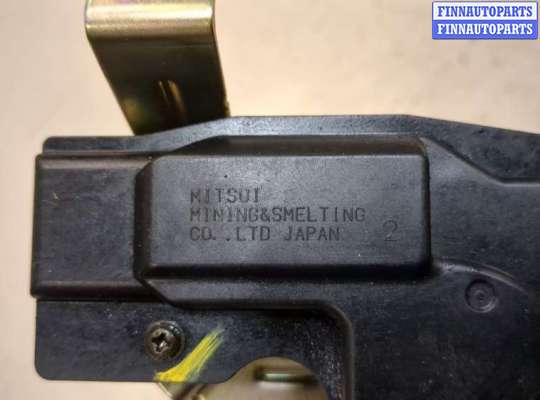 FINNAUTOPARTS
FINNAUTOPARTS
MITSUI
MINING&SMELTING
CO.,LTD JAPAN 2